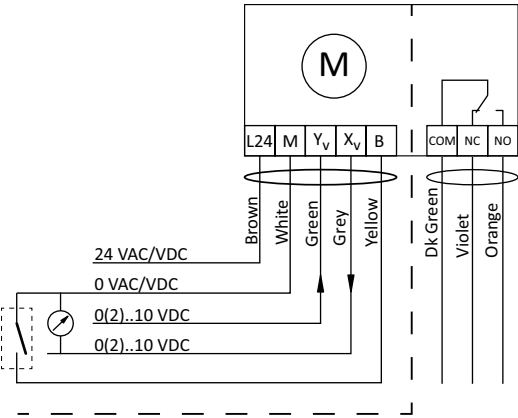 M
L24 M Yv Xv B COM NC NO
Brown
White
Green
Grey
Yellow
Dk Green
Violet
Orange
24 VAC/VDC
0 VAC/VDC
0(2)..10 VDC
0(2)..10 VDC